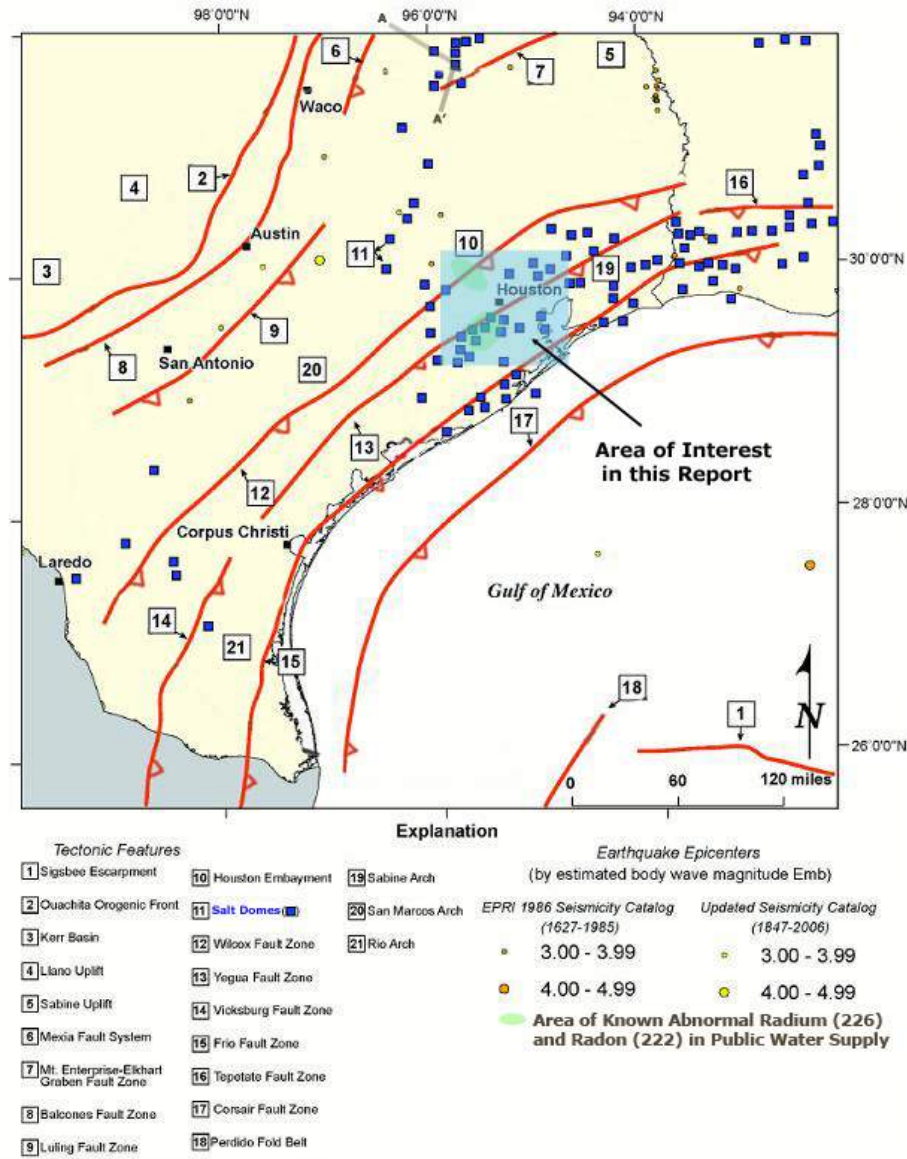 98°0'0"W 96°0'0"W 94°0'0"W
A
6
5
7
Waco
A'
2
4
16
Austin
11
10
30°0'0"N
3
19
Houston
9
8
San Antonio
20
17
Area of Interest
in this Report
13
12
28°0'0"N
Corpus Christi
Laredo
Gulf of Mexico
14
21
15
18
1
N
26°0'0"N
0 60 120 miles
Explanation
Tectonic Features
1 Sigsbee Escarpment
2 Ouachita Orogenic Front
3 Kerr Basin
4 Llano Uplift
5 Sabine Uplift
6 Mexia Fault System
7 Mt. Enterprise-Elkhart
Graben Fault Zone
8 Balcones Fault Zone
9 Luling Fault Zone
10 Houston Embayment
11 Salt Domes ( )
12 Wilcox Fault Zone
13 Yegua Fault Zone
14 Vicksburg Fault Zone
15 Frio Fault Zone
16 Tepetate Fault Zone
17 Corsair Fault Zone
18 Perdido Fold Belt
19 Sabine Arch
20 San Marcos Arch
21 Rio Arch
Earthquake Epicenters
(by estimated body wave magnitude Emb)
EPRI 1986 Seismicity Catalog
(1627-1985)
3.00 - 3.99
4.00 - 4.99
Updated Seismicity Catalog
(1847-2006)
3.00 - 3.99
4.00 - 4.99
Area of Known Abnormal Radium (226)
and Radon (222) in Public Water Supply